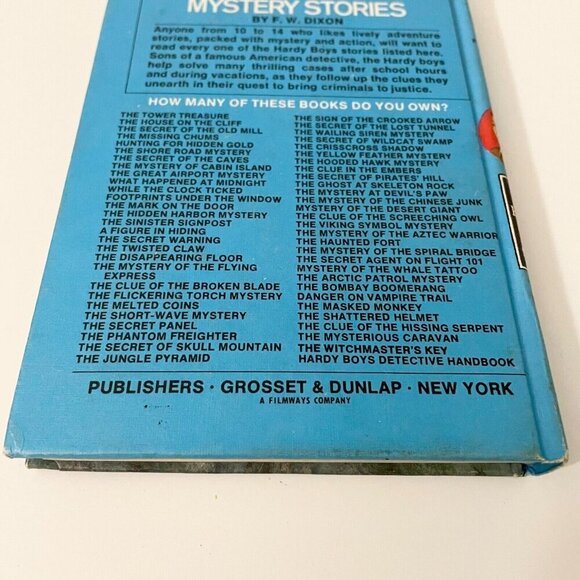 MYSTERY STORIES
BY F. W. DIXON
Anyone from 10 to 14 who likes lively adventure
stories, packed with mystery and action, will want to
read every one of the Hardy Boys stories listed here.
Sons of a famous American detective, the Hardy boys
help solve many thrilling cases after school hours
and during vacations, as they follow up the clues they
unearth in their quest to bring criminals to justice.
HOW MANY OF THESE BOOKS DO YOU OWN?
THE TOWER TREASURE
THE HOUSE ON THE CLIFF
THE SECRET OF THE OLD MILL
THE MISSING CHUMS
HUNTING FOR HIDDEN GOLD
THE SHORE ROAD MYSTERY
THE SECRET OF THE CAVES
THE MYSTERY OF CABIN ISLAND
THE GREAT AIRPORT MYSTERY
WHAT HAPPENED AT MIDNIGHT
WHILE THE CLOCK TICKED
FOOTPRINTS UNDER THE WINDOW
THE MARK ON THE DOOR
THE HIDDEN HARBOR MYSTERY
THE SINISTER SIGNPOST
A FIGURE IN HIDING
THE SECRET WARNING
THE TWISTED CLAW
THE DISAPPEARING FLOOR
THE MYSTERY OF THE FLYING
EXPRESS
THE CLUE OF THE BROKEN BLADE
THE FLICKERING TORCH MYSTERY
THE MELTED COINS
THE SHORT-WAVE MYSTERY
THE SECRET PANEL
THE PHANTOM FREIGHTER
THE SECRET OF SKULL MOUNTAIN
THE JUNGLE PYRAMID
THE SIGN OF THE CROOKED ARROW
THE SECRET OF THE LOST TUNNEL
THE WAILING SIREN MYSTERY
THE SECRET OF WILDCAT SWAMP
THE CRISSCROSS SHADOW
THE YELLOW FEATHER MYSTERY
THE HOODED HAWK MYSTERY
THE CLUE IN THE EMBERS
THE SECRET OF PIRATES' HILL
THE GHOST AT SKELETON ROCK
THE MYSTERY AT DEVIL'S PAW
THE MYSTERY OF THE CHINESE JUNK
MYSTERY OF THE DESERT GIANT
THE CLUE OF THE SCREECHING OWL
THE VIKING SYMBOL MYSTERY
THE MYSTERY OF THE AZTEC WARRIOR
THE HAUNTED FORT
THE MYSTERY OF THE SPIRAL BRIDGE
THE SECRET AGENT ON FLIGHT 101
MYSTERY OF THE WHALE TATTOO
THE ARCTIC PATROL MYSTERY
THE BOMBAY BOOMERANG
DANGER ON VAMPIRE TRAIL
THE MASKED MONKEY
THE SHATTERED HELMET
THE CLUE OF THE HISSING SERPENT
THE MYSTERIOUS CARAVAN
THE WITCHMASTER'S KEY
HARDY BOYS DETECTIVE HANDBOOK
PUBLISHERS · GROSSET & DUNLAP · NEW YORK
A FILMWAYS COMPANY